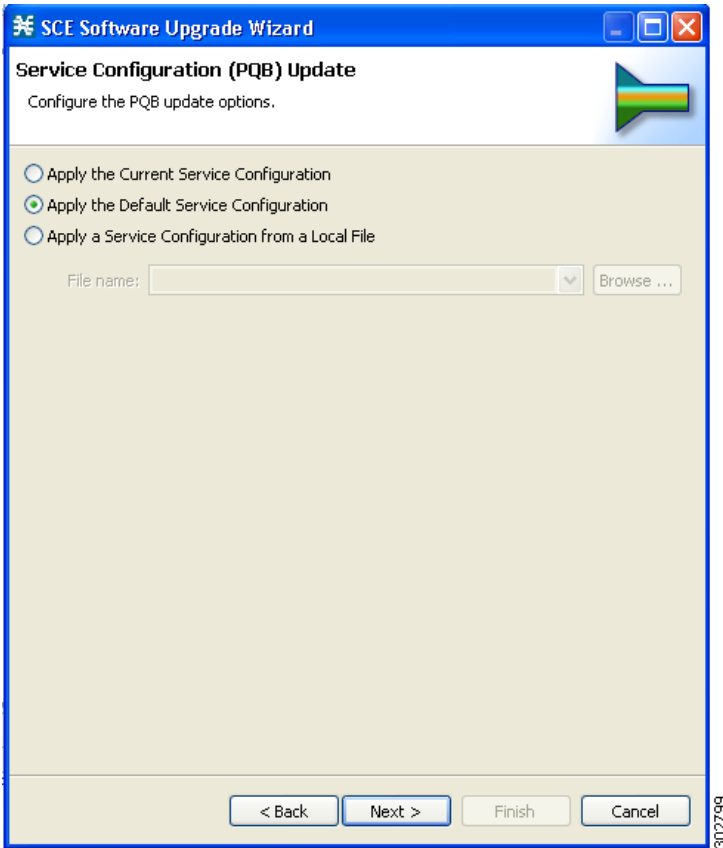 SCE Software Upgrade Wizard
Service Configuration (PQB) Update
Configure the PQB update options.
Apply the Current Service Configuration
Apply the Default Service Configuration
Apply a Service Configuration from a Local File
File name:
Browse ...
< Back
Next >
Finish
Cancel
302799